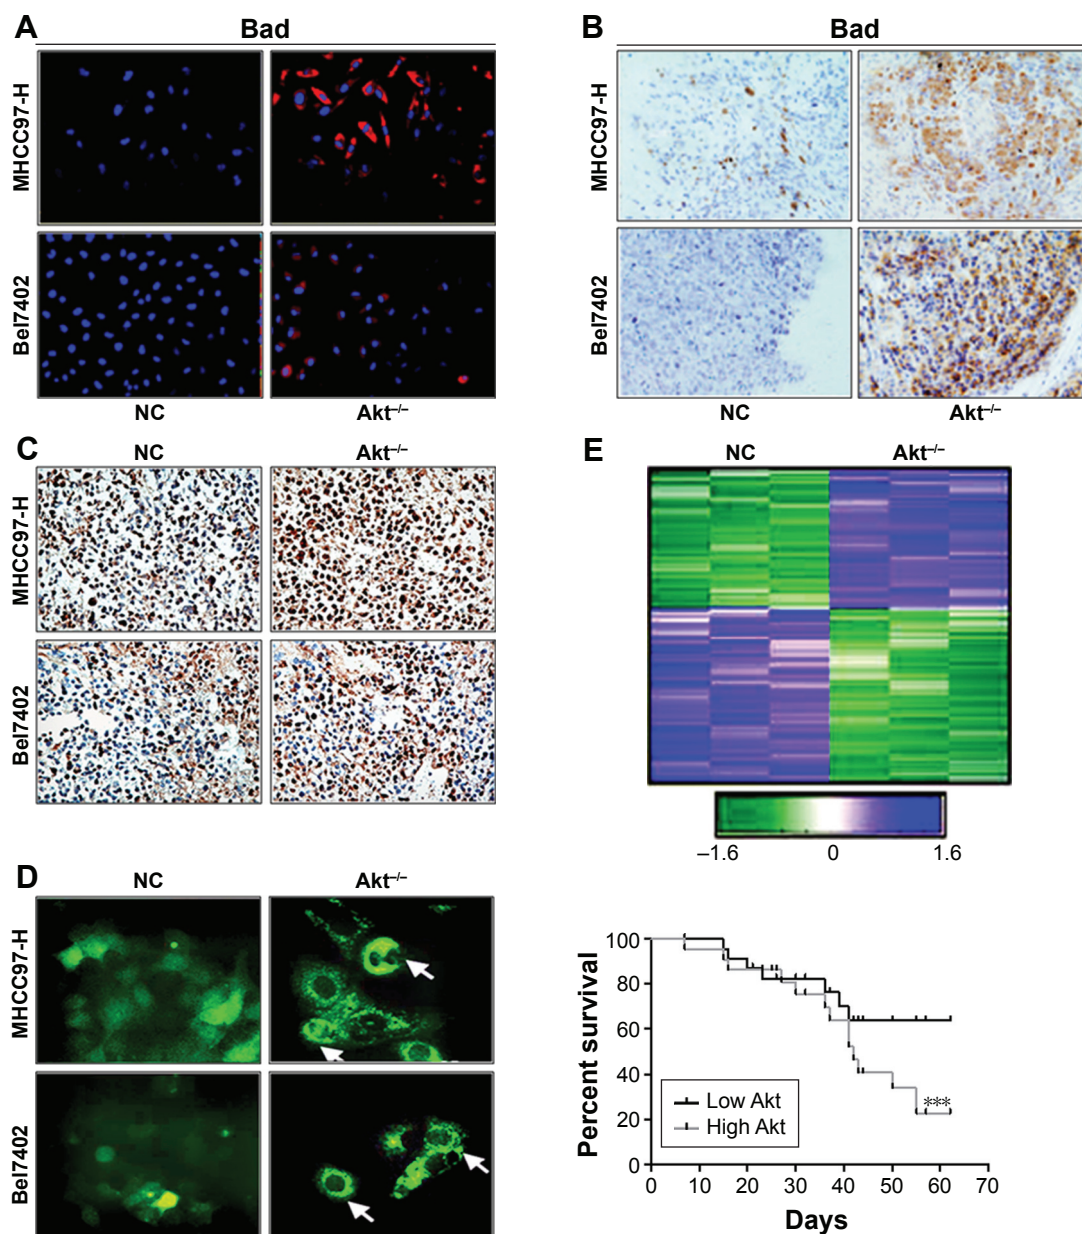 A
Bad
MHCC97-H
Bel7402
NC
Akt–/–
B
Bad
MHCC97-H
Bel7402
NC
Akt–/–
C
NC
Akt–/–
MHCC97-H
Bel7402
E
NC
Akt–/–
–1.6
0
1.6
D
NC
Akt–/–
MHCC97-H
Bel7402
Percent survival
100
80
60
40
20
0
Low Akt
High Akt
***
0
10
20
30
40
50
60
70
Days